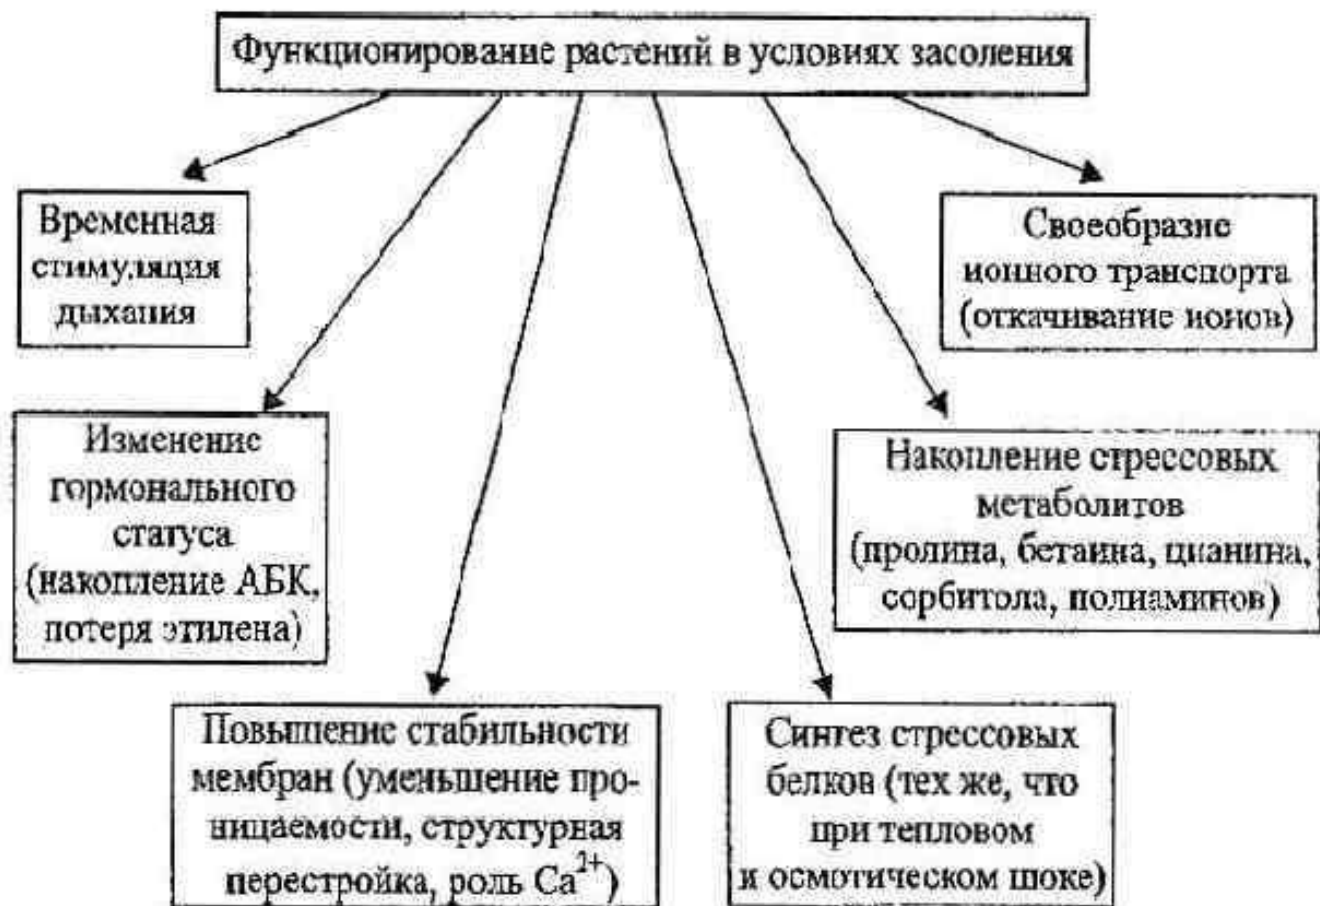 Функционирование растений в условиях засоления
Временная
стимуляция
дыхания
Своеобразие
ионного транспорта
(откачивание ионов)
Изменение
гормонального
статуса
(накопление АБК,
потеря этилена)
Накопление стрессовых
метаболитов
(пролина, бетаина, цианина,
сорбитола, полиаминов)
Повышение стабильности
мембран (уменьшение про-
ницаемости, структурная
перестройка, роль Ca²⁺)
Синтез стрессовых
белков (тех же, что
при тепловом
и осмотическом шоке)